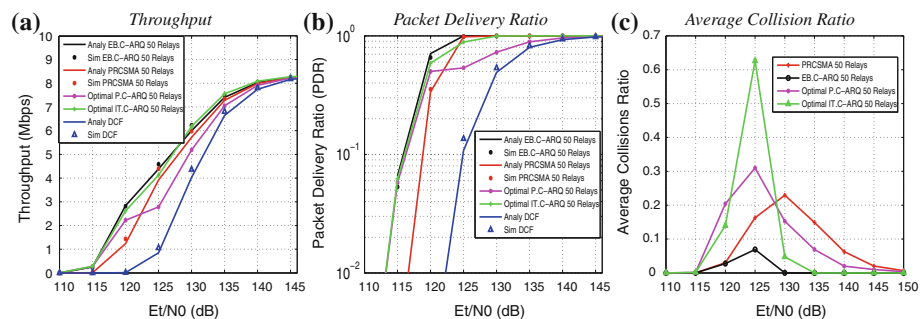 (a)
Throughput
Throughput (Mbps)
10
9
8
7
6
5
4
3
2
1
0
Analy EB.C−ARQ 50 Relays
Sim EB.C−ARQ 50 Relays
Analy PRCSMA 50 Relays
Sim PRCSMA 50 Relays
Optimal P.C−ARQ 50 Relays
Optimal IT.C−ARQ 50 Relays
Analy DCF
Sim DCF
110 115 120 125 130 135 140 145
Et/N0 (dB)
(b)
Packet Delivery Ratio
Packet Delivery Ratio (PDR)
10^0
10^−1
10^−2
Analy EB.C−ARQ 50 Relays
Sim EB.C−ARQ 50 Relays
Analy PRCSMA 50 Relays
Sim PRCSMA 50 Relays
Optimal P.C−ARQ 50 Relays
Optimal IT.C−ARQ 50 Relays
Analy DCF
Sim DCF
110 115 120 125 130 135 140 145
Et/N0 (dB)
(c)
Average Collision Ratio
Average Collisions Ratio
0.7
0.6
0.5
0.4
0.3
0.2
0.1
0
PRCSMA 50 Relays
EB.C−ARQ 50 Relays
Optimal P.C−ARQ 50 Relays
Optimal IT.C−ARQ 50 Relays
110 115 120 125 130 135 140 145 150
Et/N0 (dB)